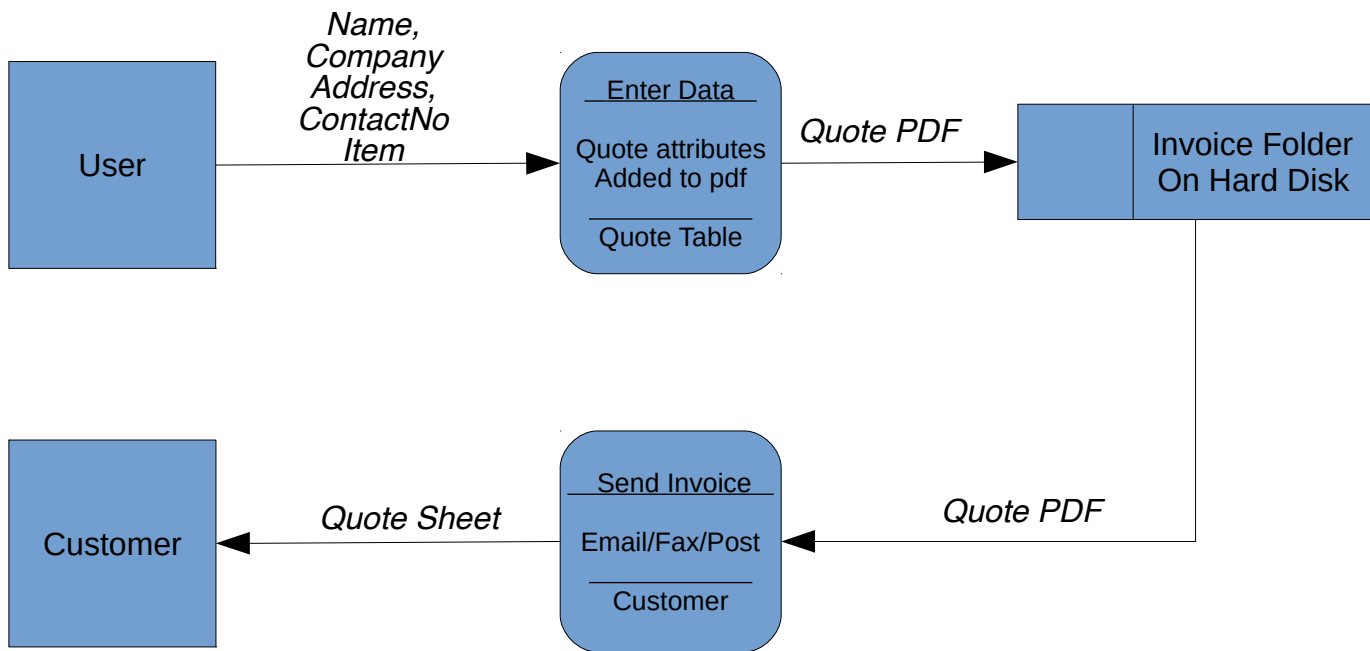 Name,
Company
Address,
ContactNo
Item
User
Enter Data
Quote attributes
Added to pdf
Quote Table
Quote PDF
Invoice Folder
On Hard Disk
Customer
Quote Sheet
Send Invoice
Email/Fax/Post
Customer
Quote PDF